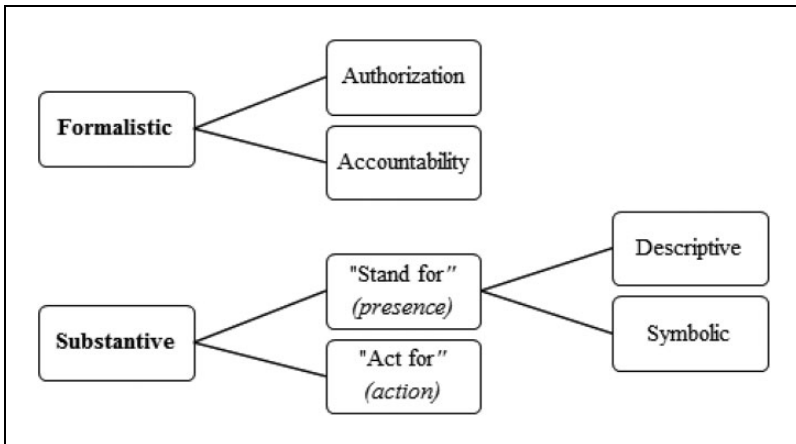 Formalistic
Authorization
Accountability
Substantive
"Stand for”
(presence)
"Act for”
(action)
Descriptive
Symbolic